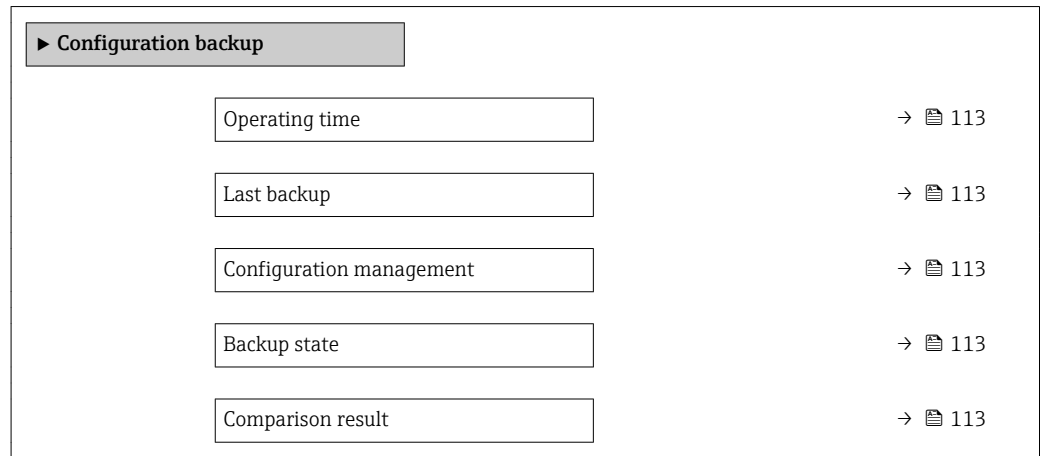 ► Configuration backup
Operating time → 🖹 113
Last backup → 🖹 113
Configuration management → 🖹 113
Backup state → 🖹 113
Comparison result → 🖹 113